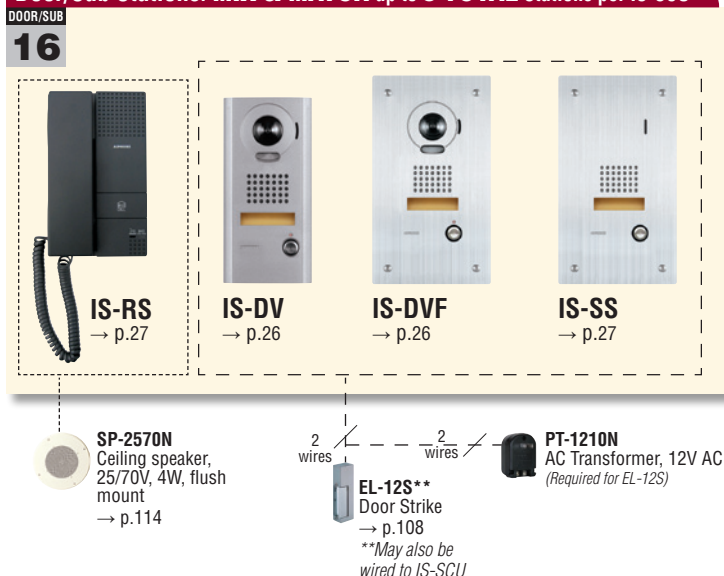 DOOR/SUB
16
IS-RS
→ p.27
IS-DV
→ p.26
IS-DVF
→ p.26
IS-SS
→ p.27
SP-2570N
Ceiling speaker,
25/70V, 4W, flush
mount
→ p.114
2
wires
2
wires
EL-12S**
Door Strike
→ p.108
**May also be
wired to IS-SCU
PT-1210N
AC Transformer, 12V AC
(Required for EL-12S)